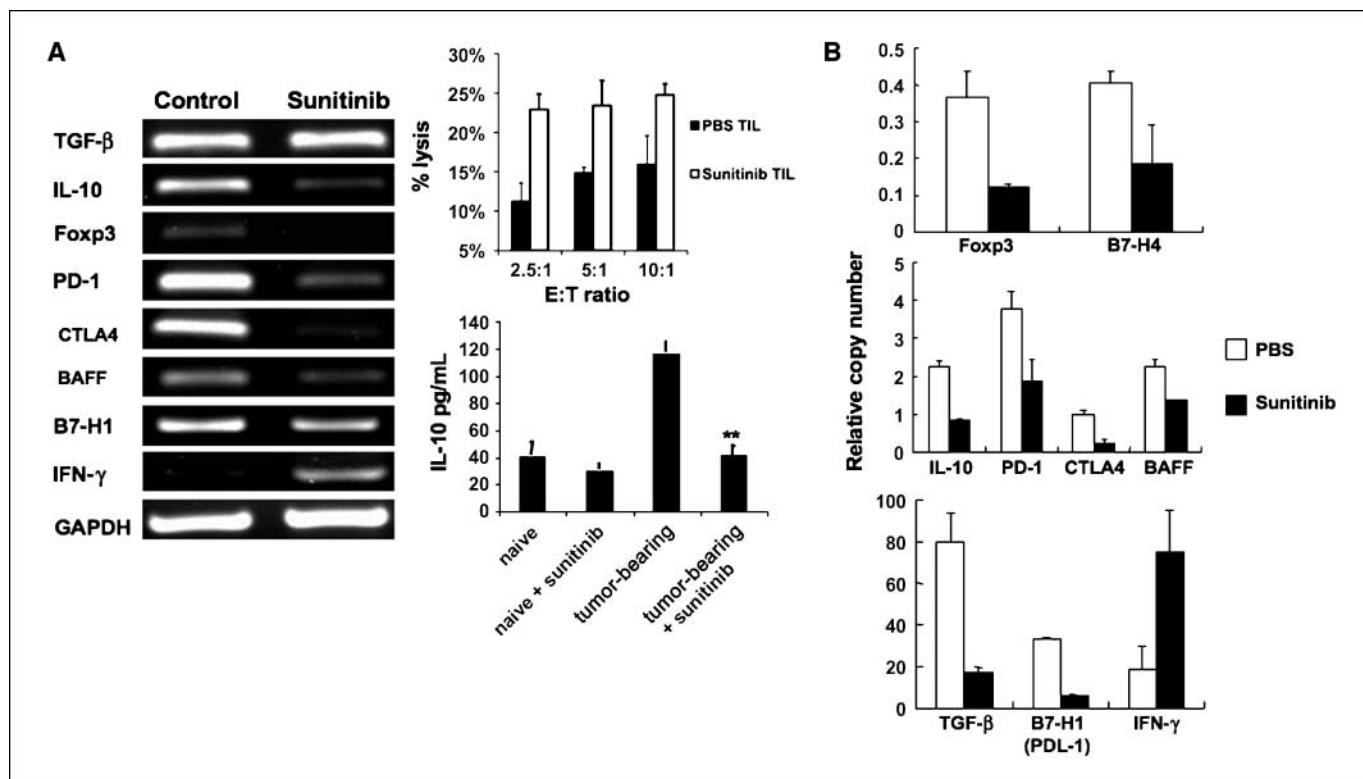 A
Control Sunitinib
TGF-β
IL-10
Foxp3
PD-1
CTLA4
BAFF
B7-H1
IFN-γ
GAPDH
30%
25%
20%
15%
10%
5%
% lysis
2.5:1 5:1 10:1
E:T ratio
PBS TIL
Sunitinib TIL
140
120
100
80
60
40
20
0
IL-10 pg/mL
**
naive
naive + sunitinib
tumor-bearing
tumor-bearing
+ sunitinib
B
0.5
0.4
0.3
0.2
0.1
0
Foxp3 B7-H4
Relative copy number
5
4
3
2
1
0
IL-10 PD-1 CTLA4 BAFF
PBS
Sunitinib
100
80
60
40
20
0
TGF-β B7-H1 IFN-γ
(PDL-1)